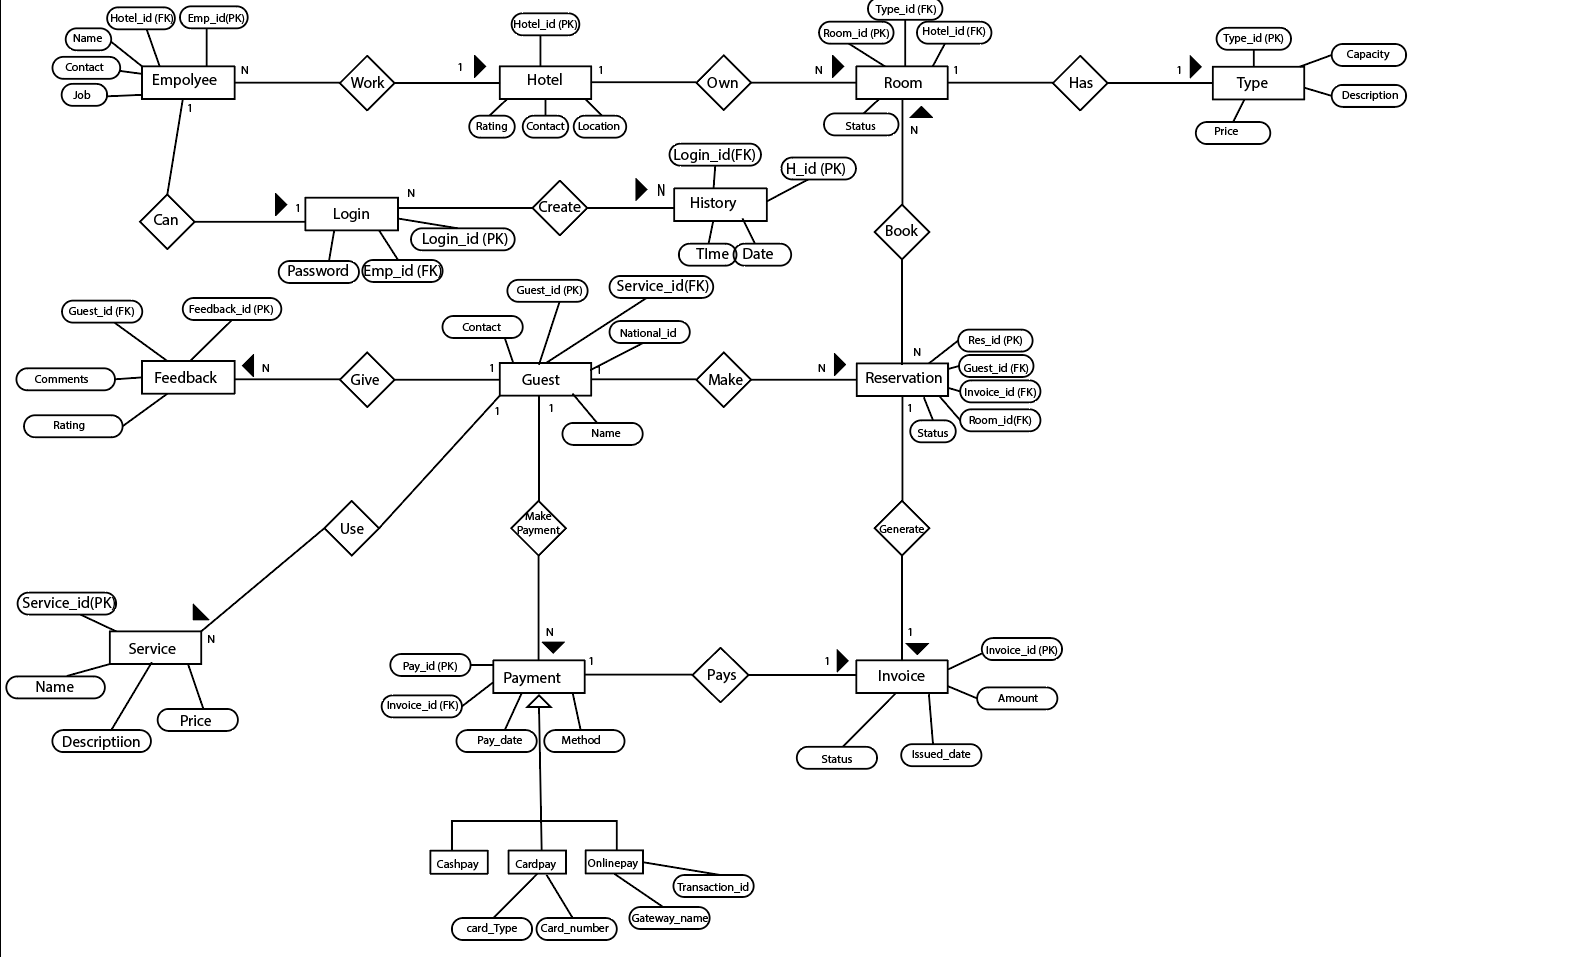 Hotel_id (FK)
Emp_id(PK)
Name
Contact
Job
Empolyee
N
1
Work
1
Hotel_id (PK)
Hotel
1
Rating
Contact
Location
Own
N
Type_id (FK)
Room_id (PK)
Hotel_id (FK)
Room
1
Status
N
Has
1
Type_id (PK)
Capacity
Type
Description
Price
Can
1
Login
N
Login_id (PK)
Password
Emp_id (FK)
Create
N
Login_id(FK)
H_id (PK)
History
TIme
Date
Book
N
Guest_id (FK)
Feedback_id (PK)
Comments
Feedback
N
Rating
Give
Guest_id (PK)
Service_id(FK)
Contact
National_id
1
Guest
1
1
1
Name
Make
N
Res_id (PK)
Guest_id (FK)
Reservation
Invoice_id (FK)
Room_id(FK)
1
Status
Use
Make
Payment
Generate
Service_id(PK)
N
Service
Name
Descriptiion
Price
N
Pay_id (PK)
1
Payment
Invoice_id (FK)
Pay_date
Method
Pays
1
1
Invoice_id (PK)
Invoice
Amount
Status
Issued_date
Cashpay
Cardpay
Onlinepay
Transaction_id
card_Type
Card_number
Gateway_name